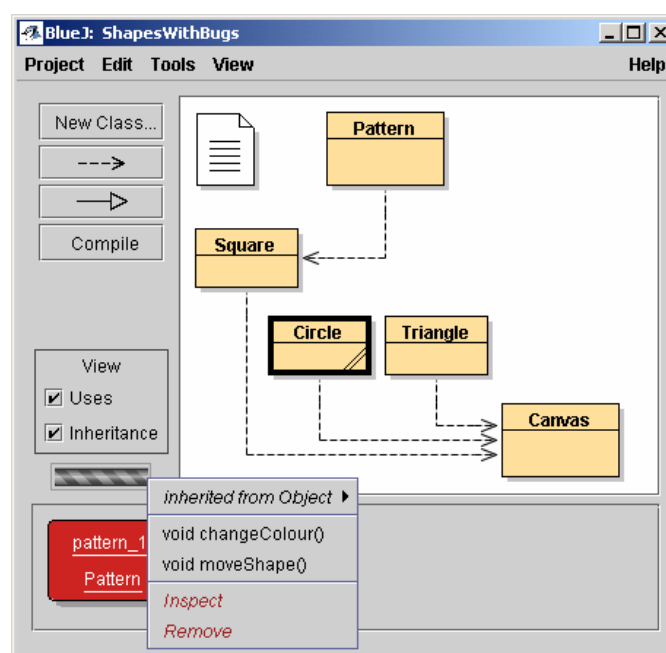 BlueJ: ShapesWithBugs
Project Edit Tools View Help
New Class...
Compile
View
Uses
Inheritance
Pattern
Square
Circle
Triangle
Canvas
pattern_1
Pattern
inherited from Object
void changeColour()
void moveShape()
Inspect
Remove